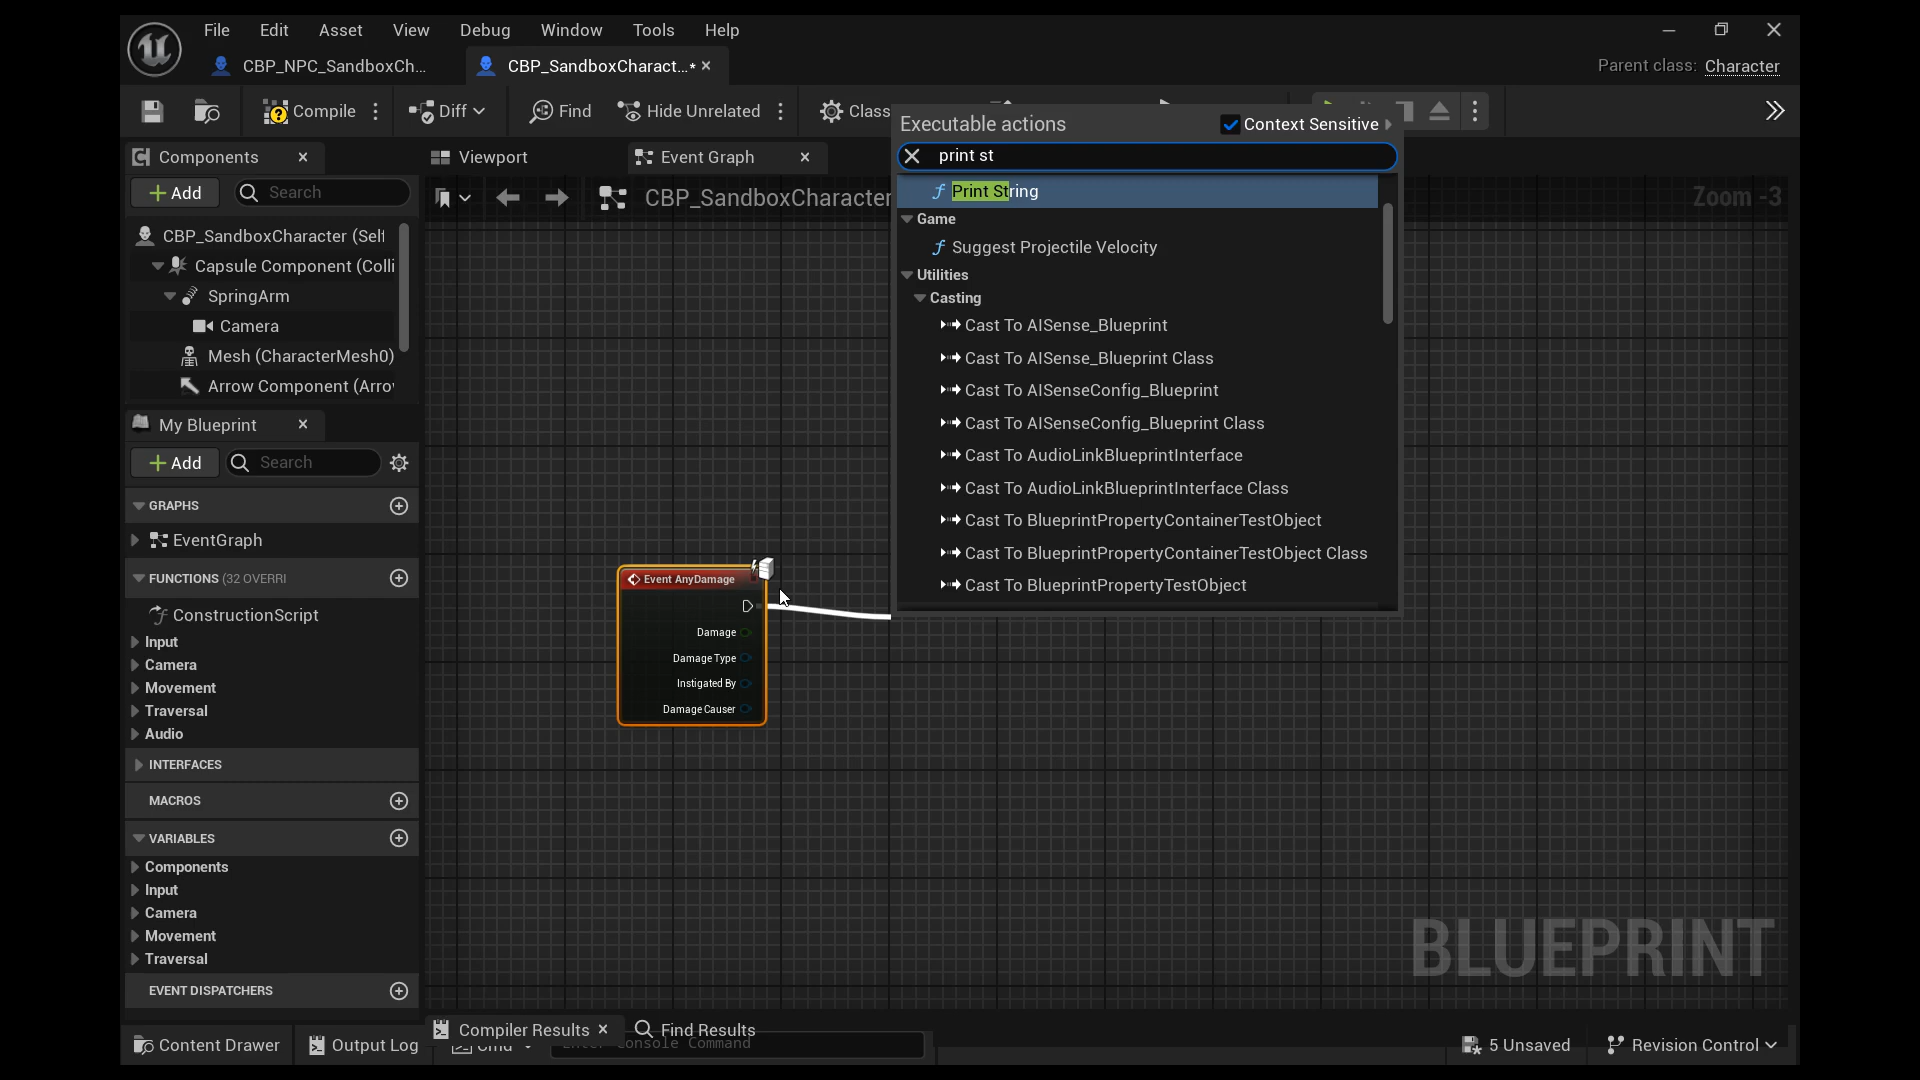 File Edit Asset View Debug Window Tools Help
CBP_NPC_SandboxCh... CBP_SandboxCharact...* Parent class: Character
Compile Diff Find Hide Unrelated Class
Components
Viewport
Event Graph
Executable actions
Context Sensitive
print st
Add
Search
CBP_SandboxCharacter
Zoom -3
CBP_SandboxCharacter (Self
Capsule Component (Colli
SpringArm
Camera
Mesh (CharacterMesh0)
Arrow Component (Arro
Print String
Game
Suggest Projectile Velocity
Utilities
Casting
Cast To AISense_Blueprint
Cast To AISense_Blueprint Class
Cast To AISenseConfig_Blueprint
Cast To AISenseConfig_Blueprint Class
Cast To AudioLinkBlueprintInterface
Cast To AudioLinkBlueprintInterface Class
Cast To BlueprintPropertyContainerTestObject
Cast To BlueprintPropertyContainerTestObject Class
Cast To BlueprintPropertyTestObject
My Blueprint
Add
Search
GRAPHS
EventGraph
FUNCTIONS (32 OVERRI
ConstructionScript
Input
Camera
Movement
Traversal
Audio
INTERFACES
MACROS
VARIABLES
Components
Input
Camera
Movement
Traversal
EVENT DISPATCHERS
Event AnyDamage
Damage
Damage Type
Instigated By
Damage Causer
BLUEPRINT
Compiler Results
Find Results
Content Drawer
Output Log
Cmd
Enter Console Command
5 Unsaved
Revision Control